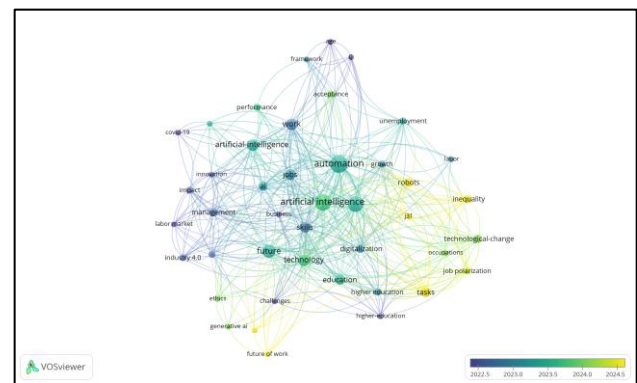 age
framework
acceptance
performance
unemployment
work
covid-19
artificial-intelligence
automation
growth
labor
innovation
ai
jobs
robots
impact
artificial intelligence
inequality
management
business
job
labor market
skills
technological-change
future
digitalization
occupations
industry 4.0
technology
job polarization
education
higher education
tasks
ethics
challenges
higher-education
generative ai
future of work
VOSviewer
2022.5 2023.0 2023.5 2024.0 2024.5